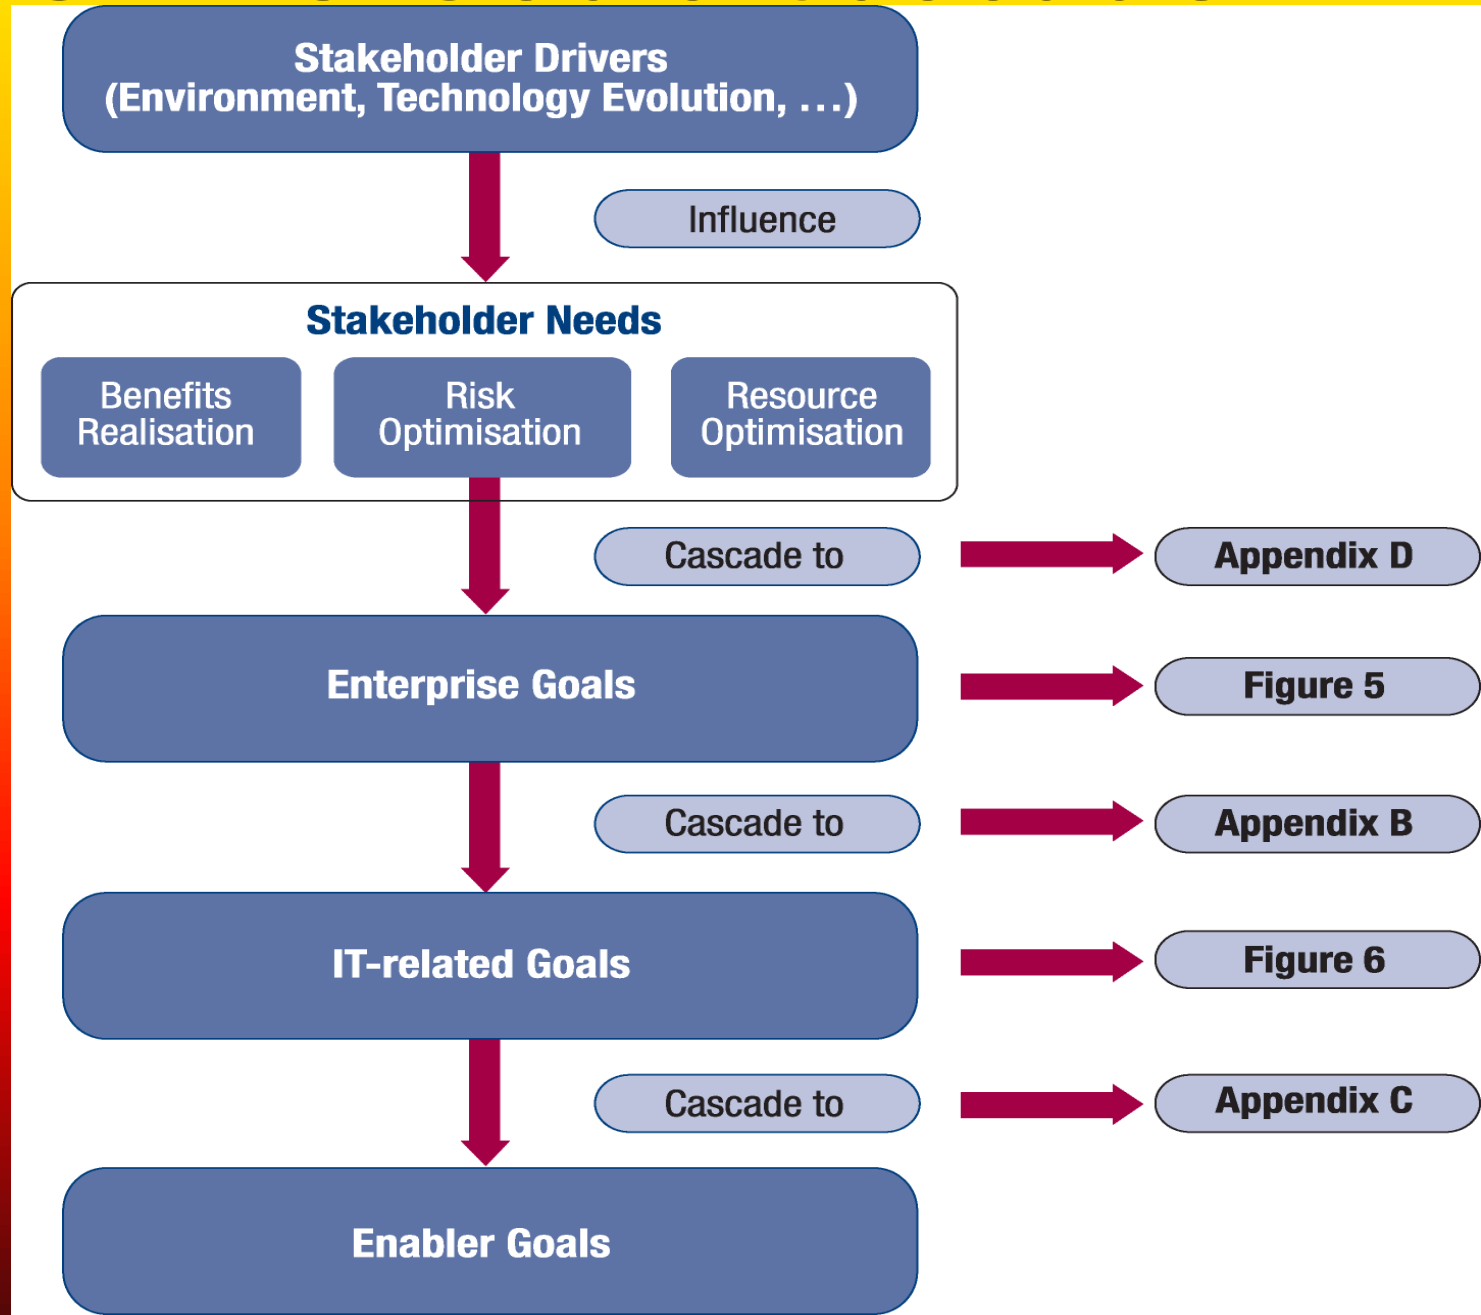 Stakeholder Drivers
(Environment, Technology Evolution, …)
Influence
Stakeholder Needs
Benefits
Realisation
Risk
Optimisation
Resource
Optimisation
Cascade to
Appendix D
Enterprise Goals
Figure 5
Cascade to
Appendix B
IT-related Goals
Figure 6
Cascade to
Appendix C
Enabler Goals